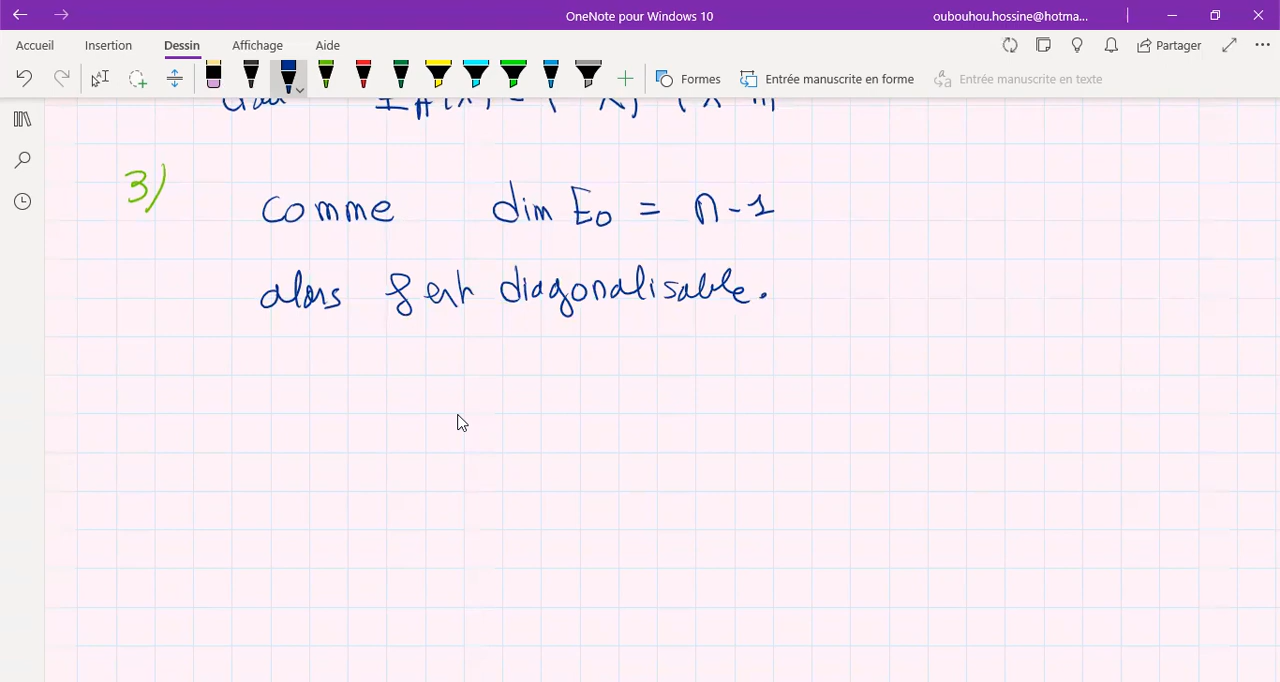 OneNote pour Windows 10
oubouhou.hossine@hotma...
Accueil Insertion Dessin Affichage Aide
Partager
Formes Entrée manuscrite en forme Entrée manuscrite en texte
3)
comme dim E₀ = n-1
alors f est diagonalisable.